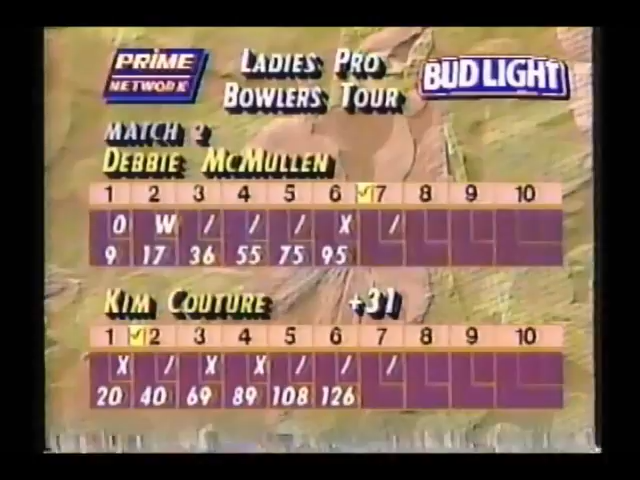 PRIME
NETWORK
LADIES PRO
BOWLERS TOUR
BUD LIGHT
MATCH 2
DEBBIE MCMULLEN
1 2 3 4 5 6 7 8 9 10
O W / / / X /
9 17 36 55 75 95
KIM COUTURE +31
1 2 3 4 5 6 7 8 9 10
X / X X / / /
20 40 69 89 108 126